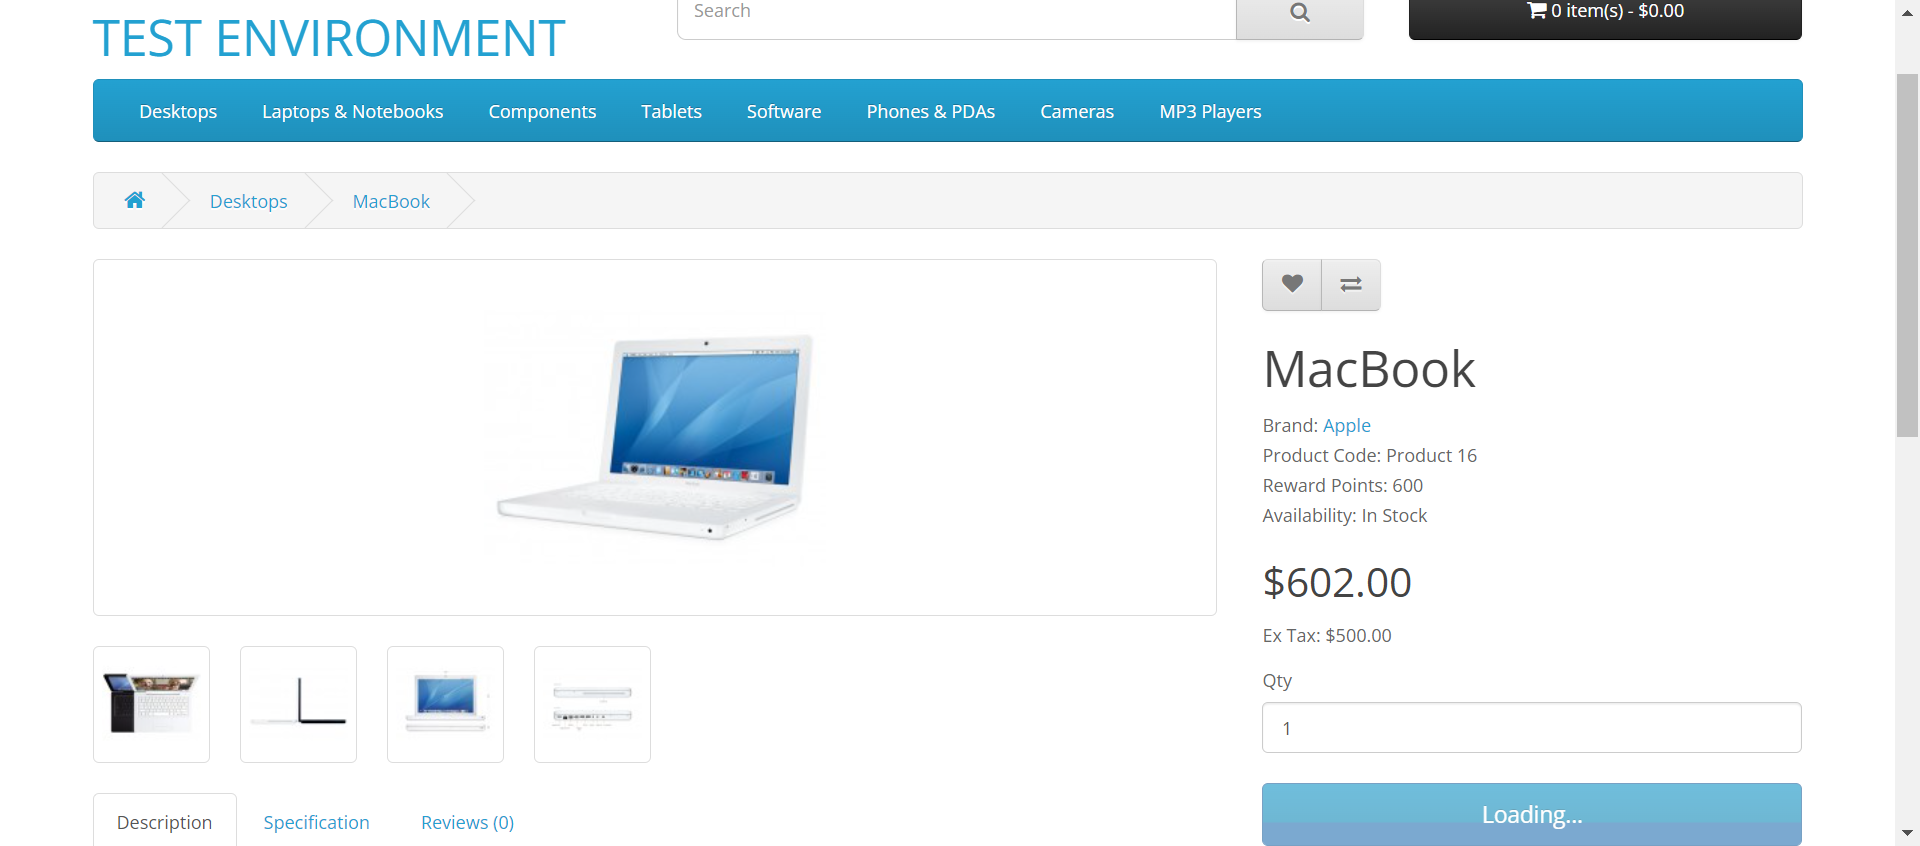 TEST ENVIRONMENT
Search
0 item(s) - $0.00
Desktops
Laptops & Notebooks
Components
Tablets
Software
Phones & PDAs
Cameras
MP3 Players
Desktops
MacBook
MacBook
Brand: Apple
Product Code: Product 16
Reward Points: 600
Availability: In Stock
$602.00
Ex Tax: $500.00
Qty
1
Loading...
Description
Specification
Reviews (0)